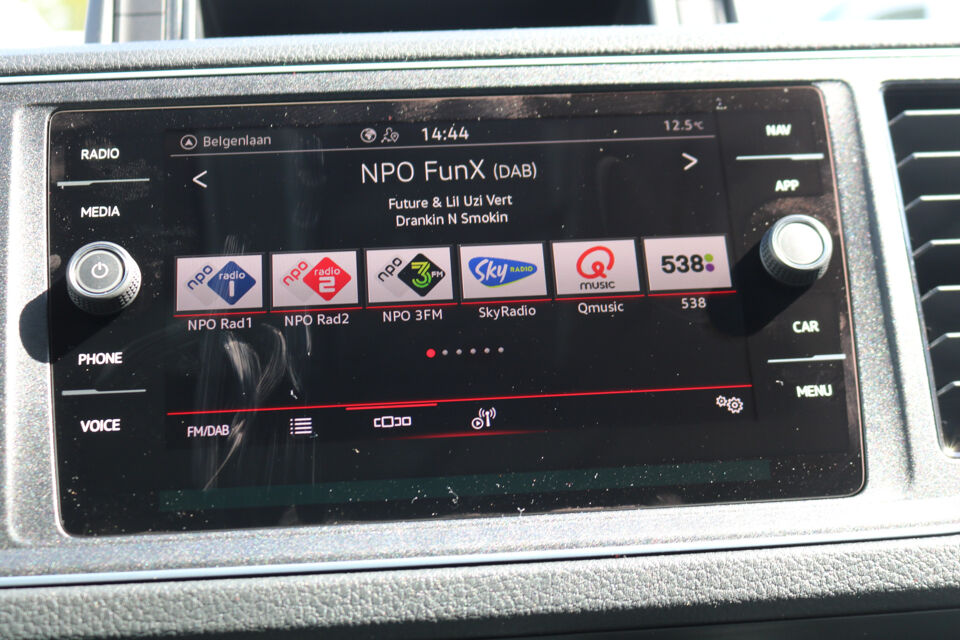 RADIO
MEDIA
PHONE
VOICE
Belgenlaan
14:44
12.5°C
NPO FunX (DAB)
Future & Lil Uzi Vert
Drankin N Smokin
npo radio 1
npo radio 2
npo 3FM
Sky RADIO
Q MUSIC
538
NPO Rad1
NPO Rad2
NPO 3FM
SkyRadio
Qmusic
538
FM/DAB
NAV
APP
CAR
MENU